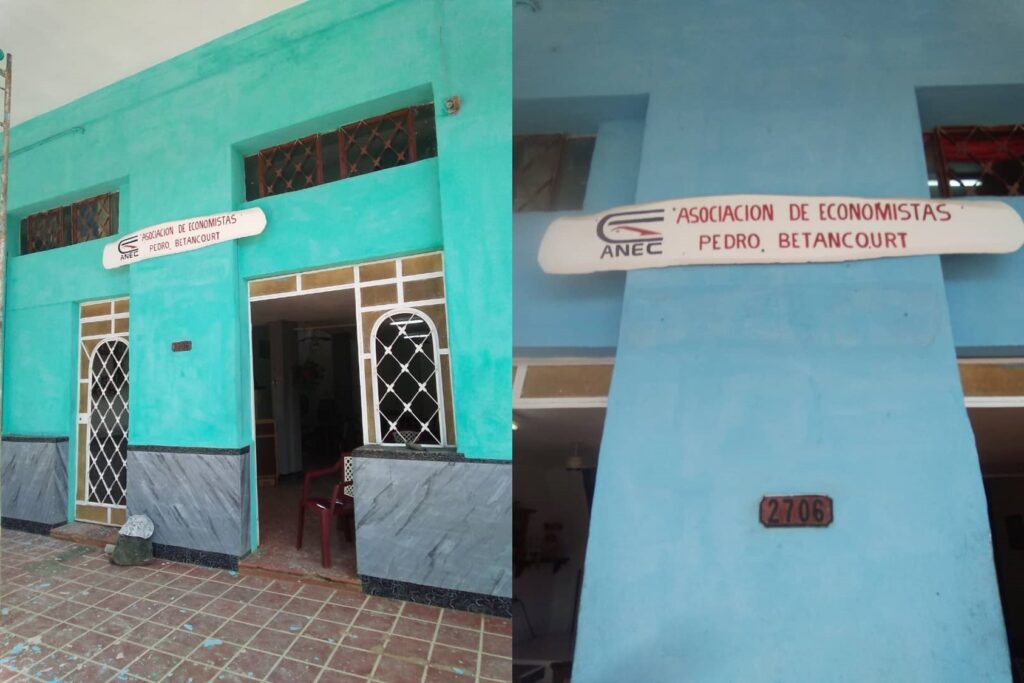 "ASOCIACION DE ECONOMISTAS"
ANEC
PEDRO. BETANCOURT
"ASOCIACION DE ECONOMISTAS"
ANEC
PEDRO. BETANCOURT
2706